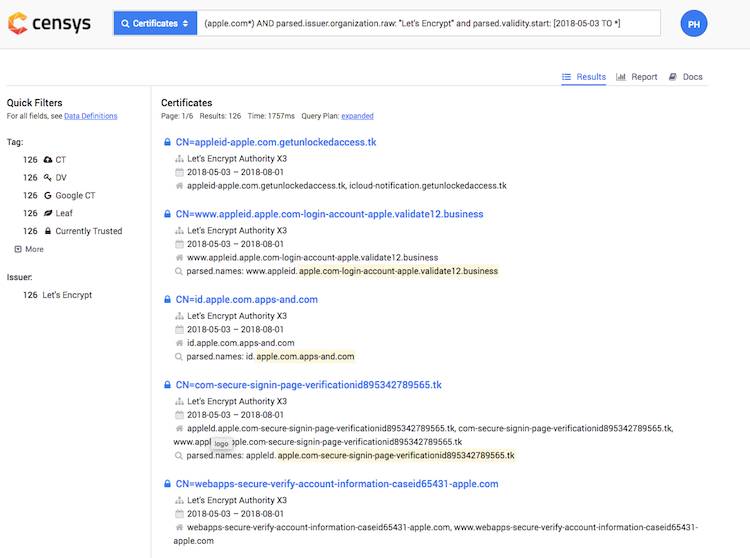 censys
Certificates
(apple.com*) AND parsed.issuer.organization.raw: "Let's Encrypt" and parsed.validity.start: [2018-05-03 TO *]
PH
Results Report Docs
Quick Filters
For all fields, see Data Definitions
Tag:
126 CT
126 DV
126 Google CT
126 Leaf
126 Currently Trusted
More
Issuer:
126 Let's Encrypt
Certificates
Page: 1/6 Results: 126 Time: 1757ms Query Plan: expanded
CN=appleid-apple.com.getunlockedaccess.tk
Let's Encrypt Authority X3
2018-05-03 – 2018-08-01
appleid-apple.com.getunlockedaccess.tk, icloud-notification.getunlockedaccess.tk
CN=www.appleid.apple.com-login-account-apple.validate12.business
Let's Encrypt Authority X3
2018-05-03 – 2018-08-01
www.appleid.apple.com-login-account-apple.validate12.business
parsed.names: www.appleid. apple.com-login-account-apple.validate12.business
CN=id.apple.com.apps-and.com
Let's Encrypt Authority X3
2018-05-03 – 2018-08-01
id.apple.com.apps-and.com
parsed.names: id. apple.com.apps-and.com
CN=com-secure-signin-page-verificationid895342789565.tk
Let's Encrypt Authority X3
2018-05-03 – 2018-08-01
appleld.apple.com-secure-signin-page-verificationid895342789565.tk, com-secure-signin-page-verificationid895342789565.tk,
www.appl logo pple.com-secure-signin-page-verificationid895342789565.tk
parsed.names: appleld. apple.com-secure-signin-page-verificationid895342789565.tk
CN=webapps-secure-verify-account-information-caseid65431-apple.com
Let's Encrypt Authority X3
2018-05-03 – 2018-08-01
webapps-secure-verify-account-information-caseid65431-apple.com, www.webapps-secure-verify-account-information-caseid65431-
apple.com